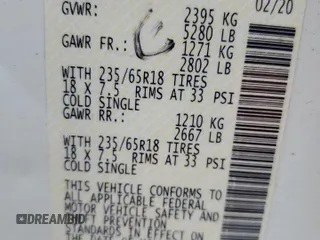 02/20
GVWR: 2395 KG
5280 LB
GAWR FR.: 1271 KG
2802 LB
WITH 235/65R18 TIRES
18 X 7.5 RIMS AT 33 PSI
COLD SINGLE
GAWR RR.: 1210 KG
2667 LB
WITH 235/65R18 TIRES
18 X 7.5 RIMS AT 33 PSI
COLD SINGLE
THIS VEHICLE CONFORMS TO
ALL APPLICABLE FEDERAL
MOTOR VEHICLE SAFETY AND
THEFT PREVENTION
STANDARDS IN EFFECT ON
DREAMBID